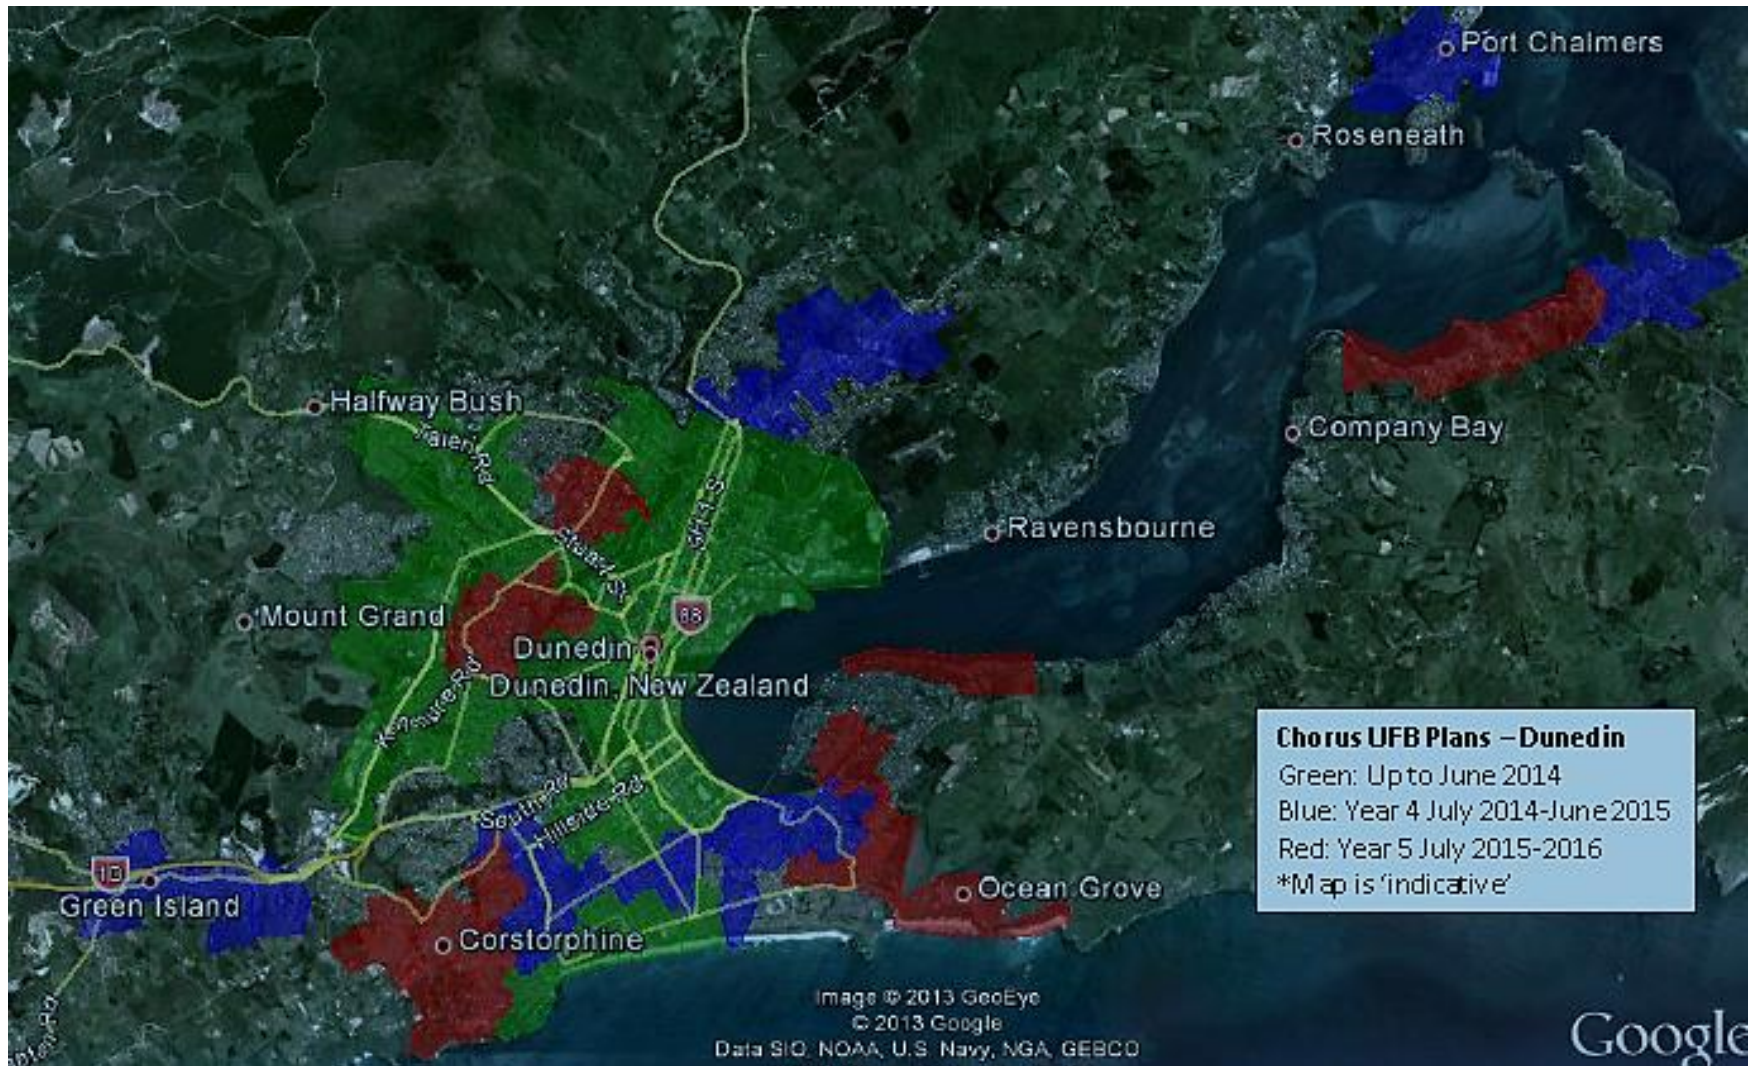 Port Chalmers
Roseneath
Halfway Bush
Taieri Rd
Company Bay
SH 1 S
Ravensbourne
Stuart St
88
Mount Grand
Dunedin
Dunedin, New Zealand
Kenmure Rd
Chorus UFB Plans – Dunedin
Green: Up to June 2014
Blue: Year 4 July 2014-June 2015
Red: Year 5 July 2015-2016
*Map is 'indicative'
South Rd
Hillside Rd
Green Island
Ocean Grove
Corstorphine
Image © 2013 GeoEye
© 2013 Google
Data SIO, NOAA, U.S. Navy, NGA, GEBCO
Google